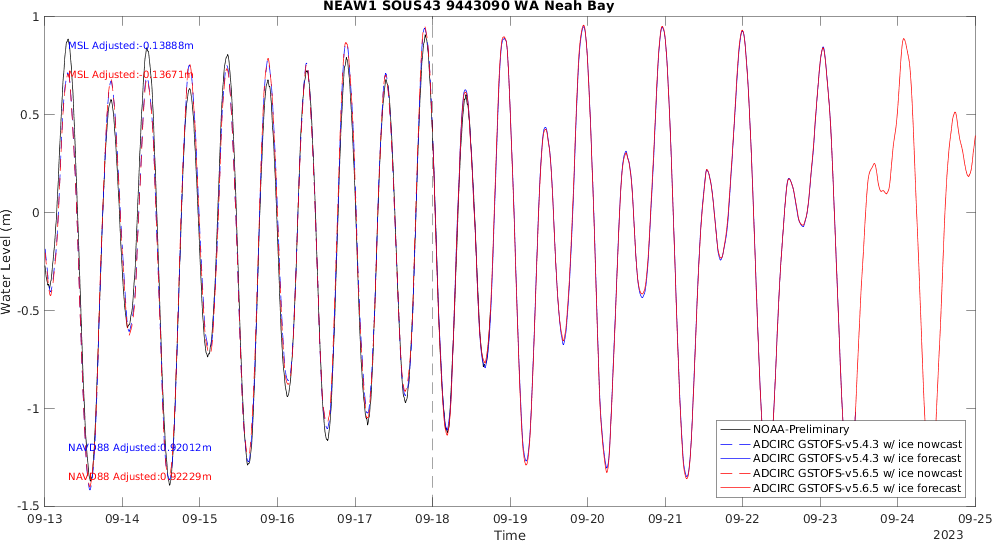 NEAW1 SOUS43 9443090 WA Neah Bay
MSL Adjusted:-0.13888m
MSL Adjusted:-0.13671m
NAVD88 Adjusted:0.92012m
NAVD88 Adjusted:0.92229m
Water Level (m)
1
0.5
0
-0.5
-1
-1.5
NOAA-Preliminary
ADCIRC GSTOFS-v5.4.3 w/ ice nowcast
ADCIRC GSTOFS-v5.4.3 w/ ice forecast
ADCIRC GSTOFS-v5.6.5 w/ ice nowcast
ADCIRC GSTOFS-v5.6.5 w/ ice forecast
09-13 09-14 09-15 09-16 09-17 09-18 09-19 09-20 09-21 09-22 09-23 09-24 09-25
Time
2023